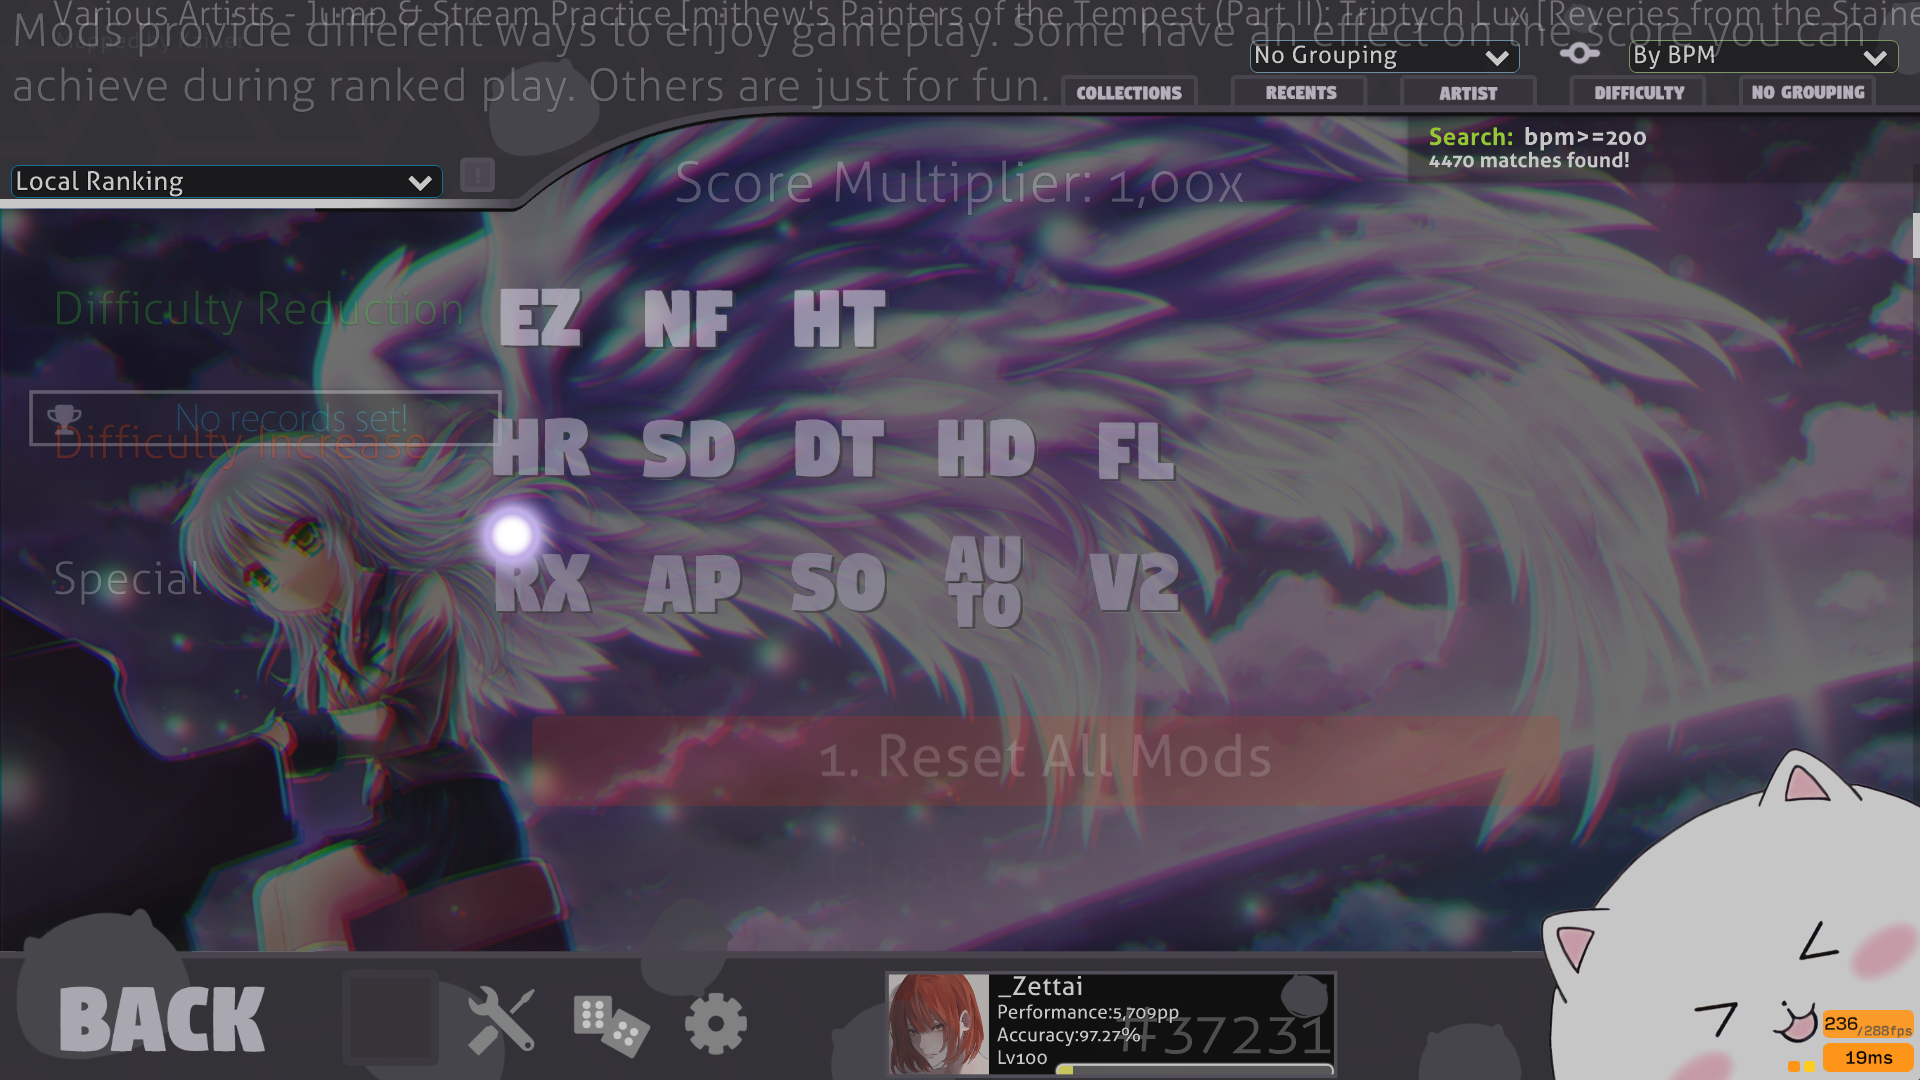 Various Artists - Jump & Stream Practice [mithew's Painters of the Tempest (Part II): Triptych Lux [Reveries from the Staine
Mods provide different ways to enjoy gameplay. Some have an effect on the score you can
achieve during ranked play. Others are just for fun.
Mapped by
No Grouping
By BPM
COLLECTIONS
RECENTS
ARTIST
DIFFICULTY
NO GROUPING
Search: bpm>=200
4470 matches found!
Local Ranking
Score Multiplier: 1,00x
Difficulty Reduction
EZ NF HT
No records set!
Difficulty Increase
HR SD DT HD FL
Special
RX AP SO AUTO V2
1. Reset All Mods
Close
BACK
_Zettai
Performance:5,709pp
Accuracy:97.27%
Lv100
#37231
236/288fps
19ms